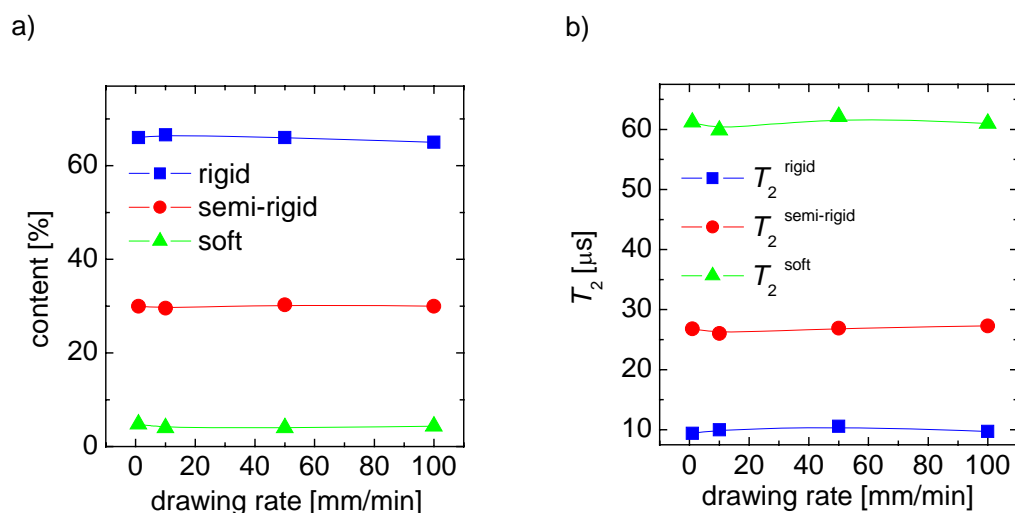 a)
content [%]
60
30
0
rigid
semi-rigid
soft
0 20 40 60 80 100
drawing rate [mm/min]
b)
T2 [μs]
60
50
40
30
20
10
T2 rigid
T2 semi-rigid
T2 soft
0 20 40 60 80 100
drawing rate [mm/min]